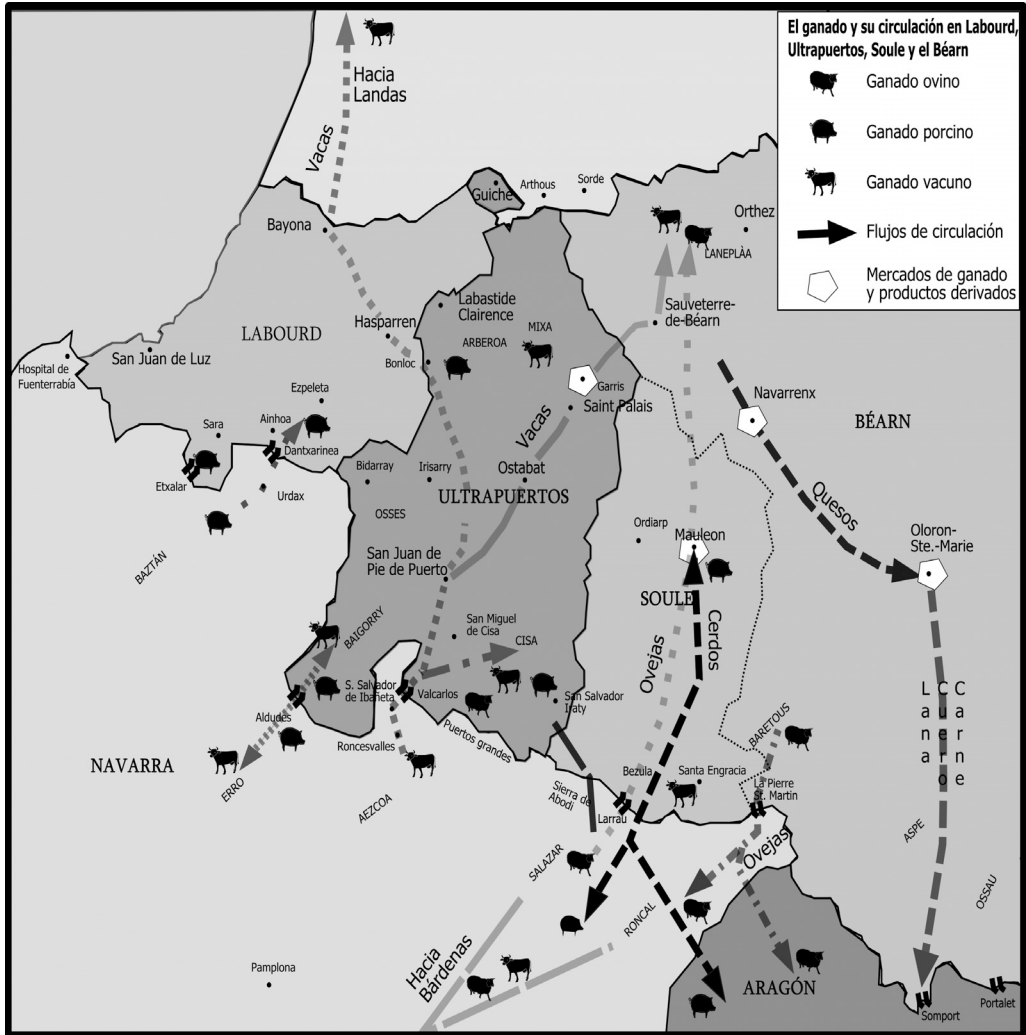 El ganado y su circulación en Labourd,
Ultrapuertos, Soule y el Béarn
Ganado ovino
Ganado porcino
Ganado vacuno
Flujos de circulación
Mercados de ganado
y productos derivados
Hacia
Landas
Vacas
Guiche
Arthous
Sorde
Bayona
Orthez
LANEPLÀA
Labastide
Clairence
Sauveterre-
de-Béarn
Hasparren
LABOURD
MIXA
ARBEROA
San Juan de Luz
Bonloc
Hospital de
Fuenterrabía
Garris
Navarrenx
Ezpeleta
Saint Palais
BÉARN
Sara
Ainhoa
Vacas
Dantxarinea
Bidarray
Irisarry
Ostabat
Etxalar
Urdax
ULTRAPUERTOS
Quesos
OSSES
Ordiarp
Mauleon
Oloron-
Ste.-Marie
San Juan de
Pie de Puerto
BAZTÁN
SOULE
Cerdos
San Miguel
de Cisa
BAIGORRY
CISA
Ovejas
S. Salvador
de Ibañeta
Valcarlos
San Salvador
Iraty
Lana
Cuero
Carne
Aldudes
BARETOUS
Roncesvalles
Puertos grandes
NAVARRA
ERRO
AEZCOA
Sierra de
Abodi
Bezula
Santa Engracia
La Pierre
St. Martin
Larrau
ASPE
SALAZAR
Ovejas
OSSAU
RONCAL
Hacia
Bárdenas
Pamplona
ARAGÓN
Somport
Portalet